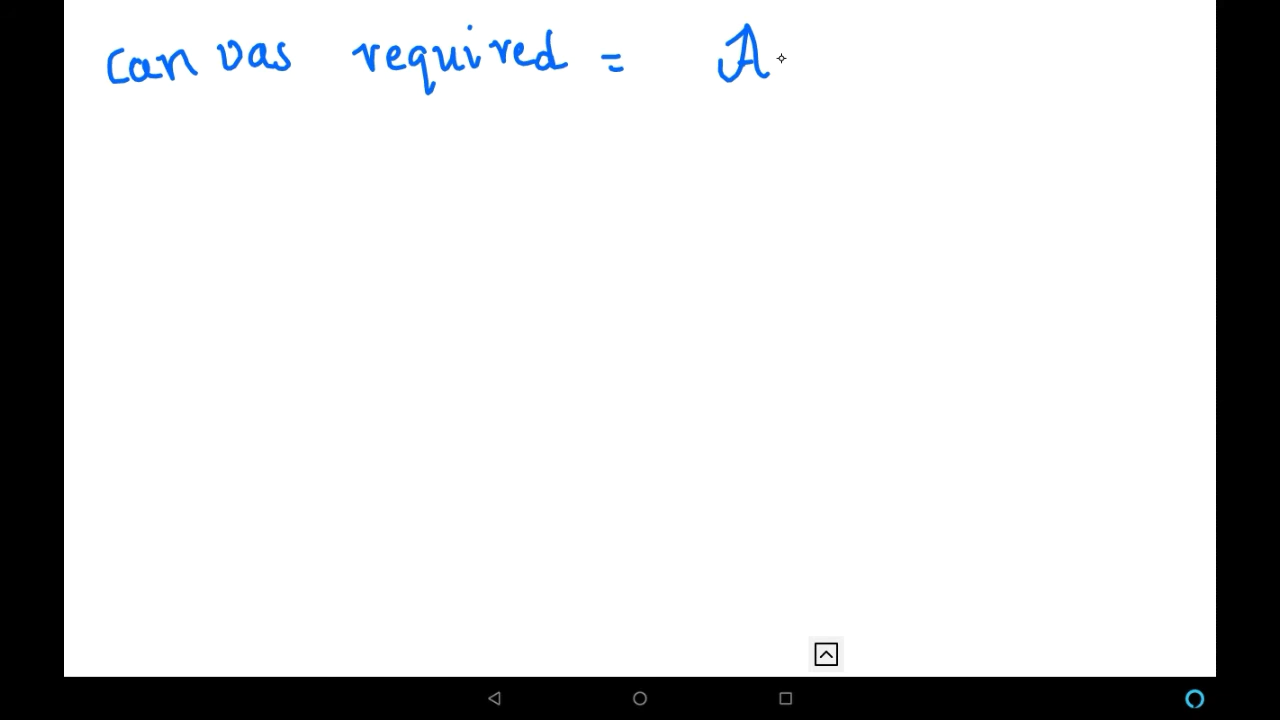 canvas required = A